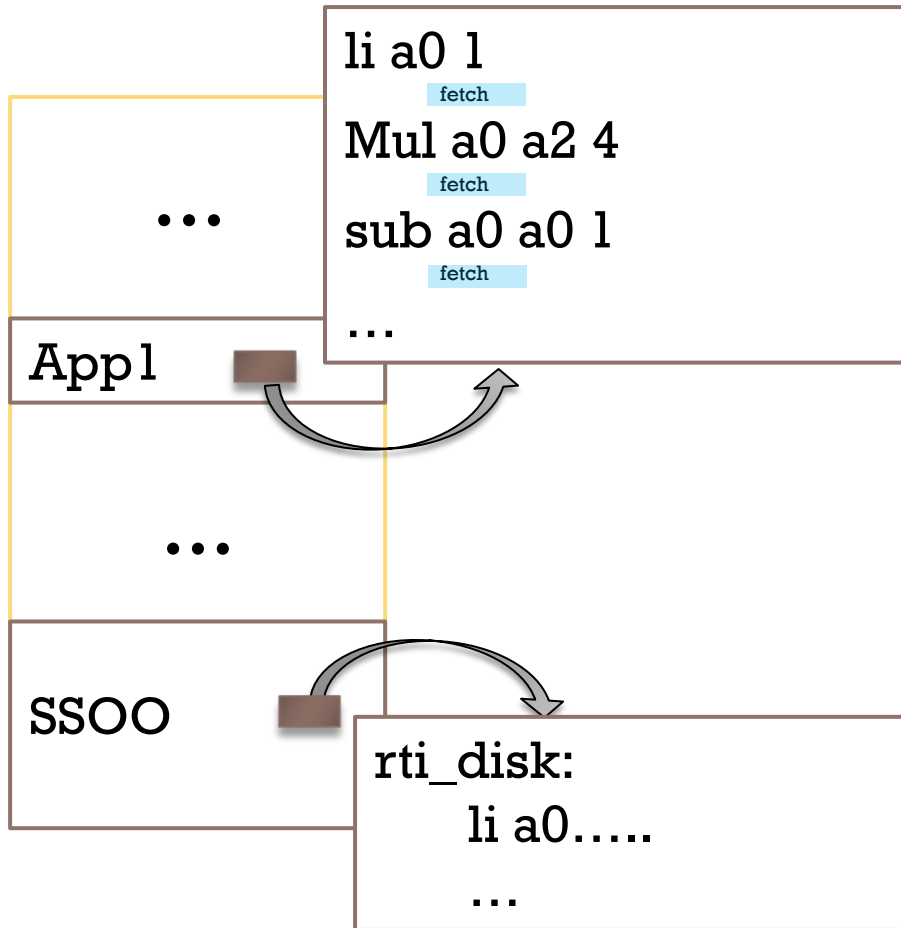 li a0 1
fetch
Mul a0 a2 4
fetch
sub a0 a0 1
fetch
…
…
App1
…
SSOO
rti_disk:
li a0…..
…